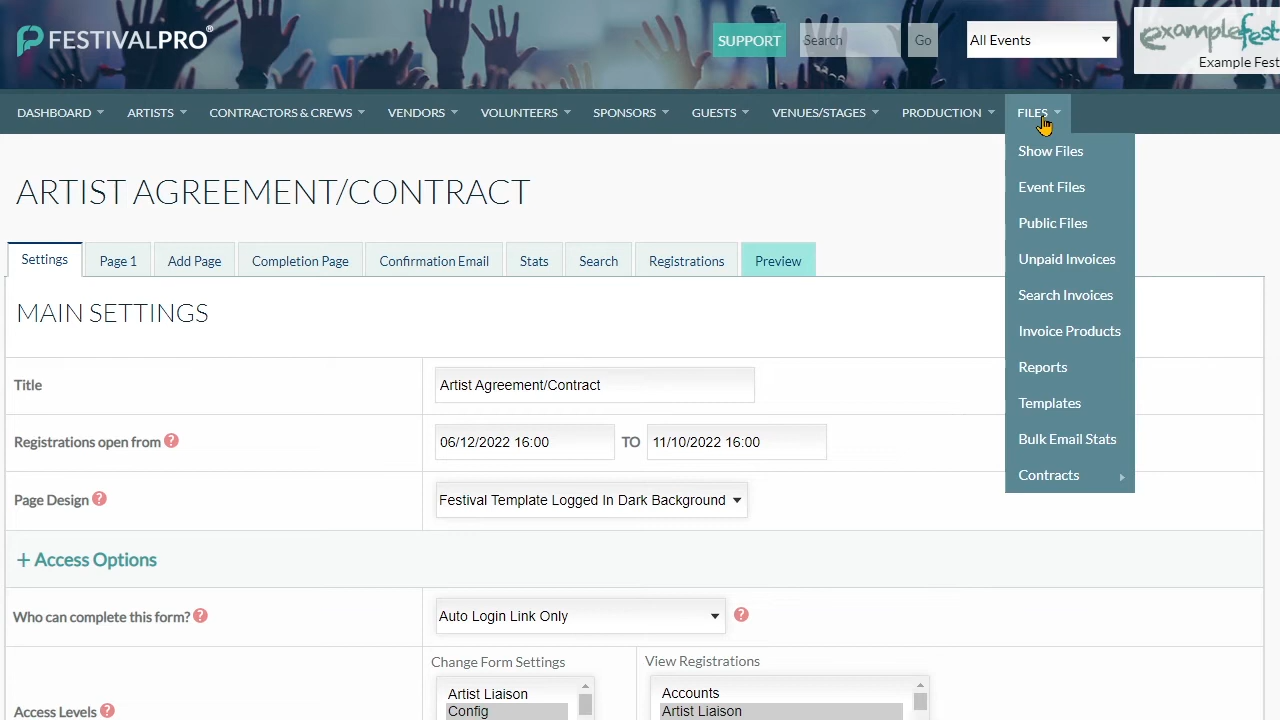 FESTIVALPRO®
SUPPORT
Search
Go
All Events
examplefest
Example Fest
DASHBOARD
ARTISTS
CONTRACTORS & CREWS
VENDORS
VOLUNTEERS
SPONSORS
GUESTS
VENUES/STAGES
PRODUCTION
FILES
Show Files
Event Files
Public Files
Unpaid Invoices
Search Invoices
Invoice Products
Reports
Templates
Bulk Email Stats
Contracts
ARTIST AGREEMENT/CONTRACT
Settings
Page 1
Add Page
Completion Page
Confirmation Email
Stats
Search
Registrations
Preview
MAIN SETTINGS
Title
Artist Agreement/Contract
Registrations open from ?
06/12/2022 16:00 TO 11/10/2022 16:00
Page Design ?
Festival Template Logged In Dark Background
+ Access Options
Who can complete this form? ?
Auto Login Link Only
?
Change Form Settings
View Registrations
Access Levels ?
Artist Liaison
Config
Accounts
Artist Liaison